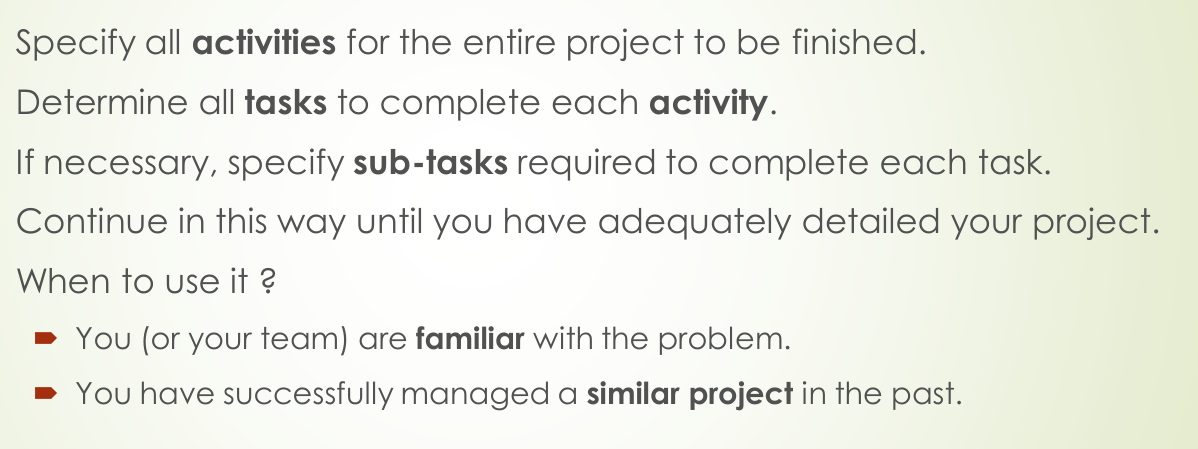 Specify all activities for the entire project to be finished.
Determine all tasks to complete each activity.
If necessary, specify sub-tasks required to complete each task.
Continue in this way until you have adequately detailed your project.
When to use it ?
You (or your team) are familiar with the problem.
You have successfully managed a similar project in the past.